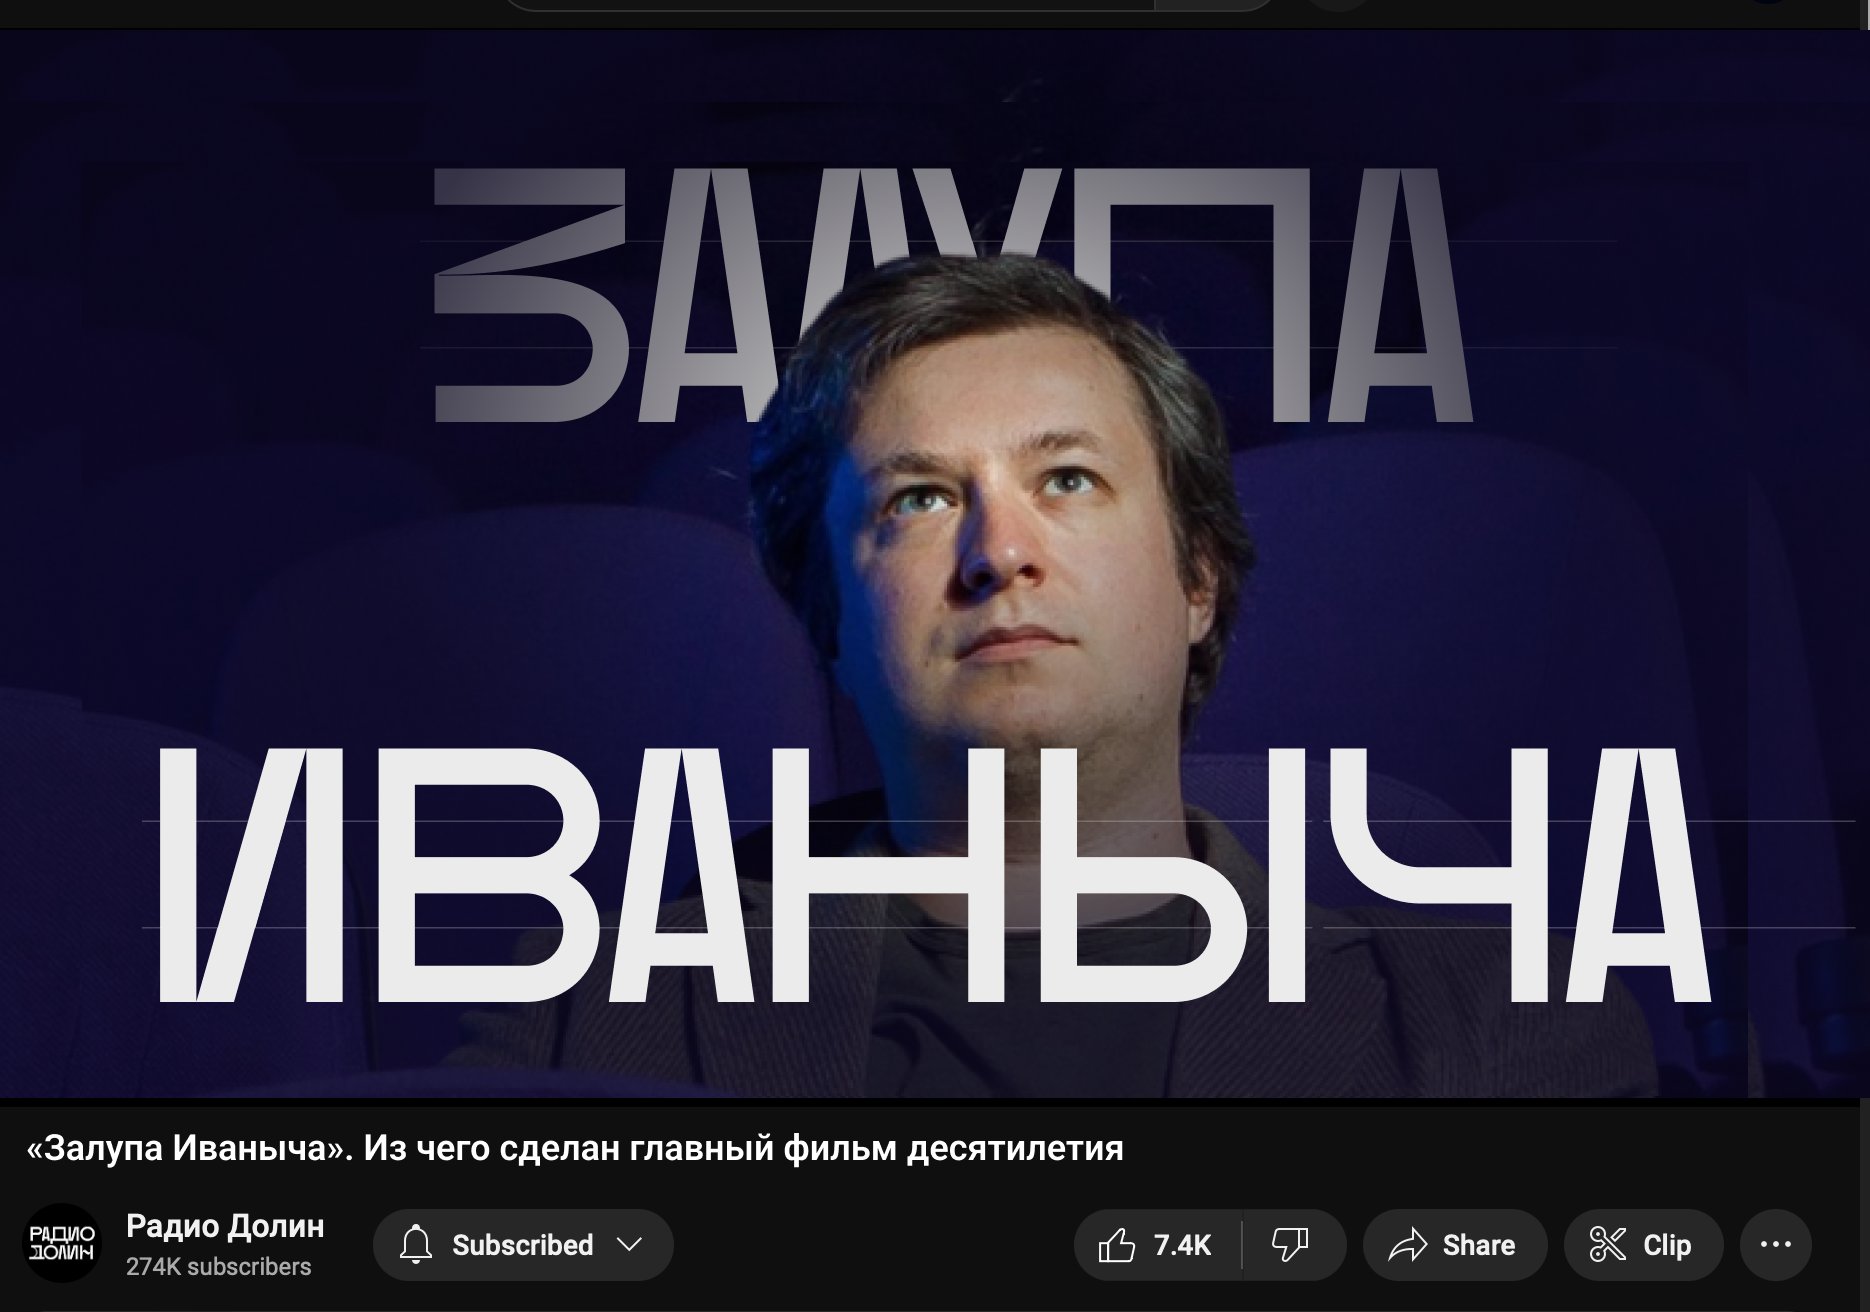 ЗАЛУПА
ИВАНЫЧА
«Залупа Иваныча». Из чего сделан главный фильм десятилетия
РАДИО
ДОЛИН
Радио Долин
274K subscribers
Subscribed
7.4K
Share
Clip